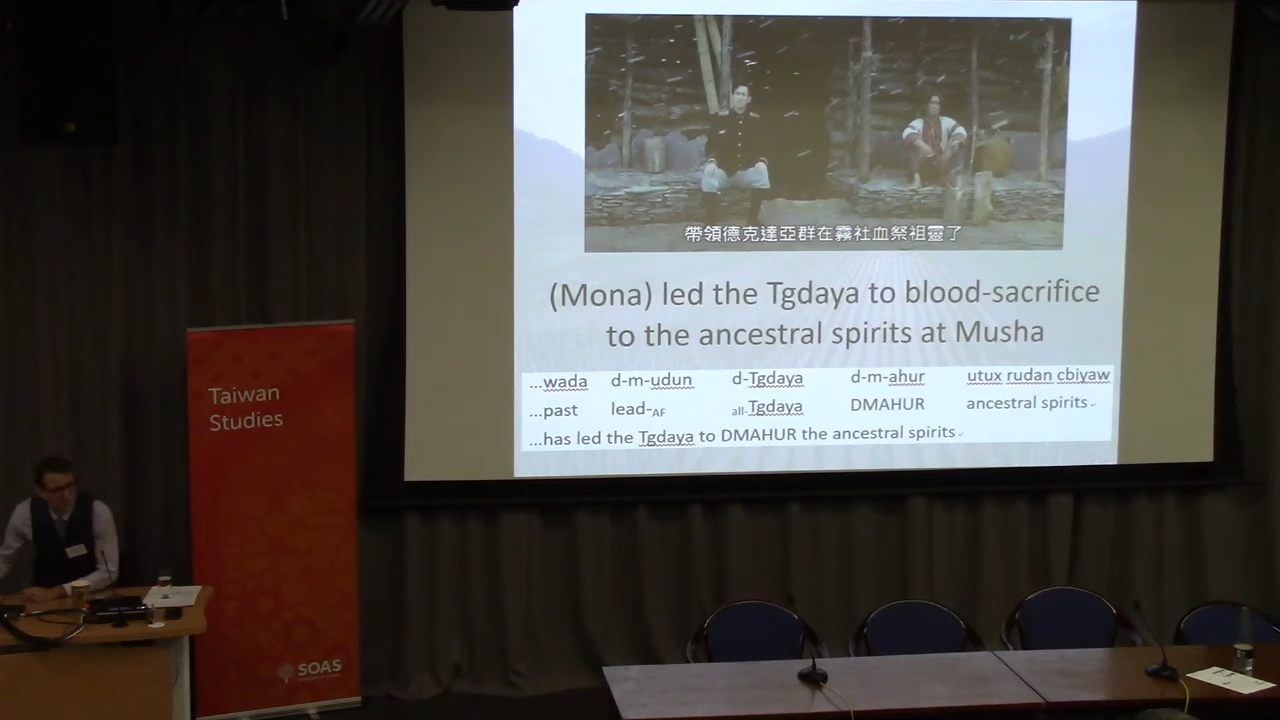 帶領德克達亞群在霧社血祭祖靈了
(Mona) led the Tgdaya to blood-sacrifice
to the ancestral spirits at Musha
...wada d-m-udun d-Tgdaya d-m-ahur utux rudan cbiyaw
...past lead-AF all-Tgdaya DMAHUR ancestral spirits
...has led the Tgdaya to DMAHUR the ancestral spirits
Taiwan
Studies
SOAS